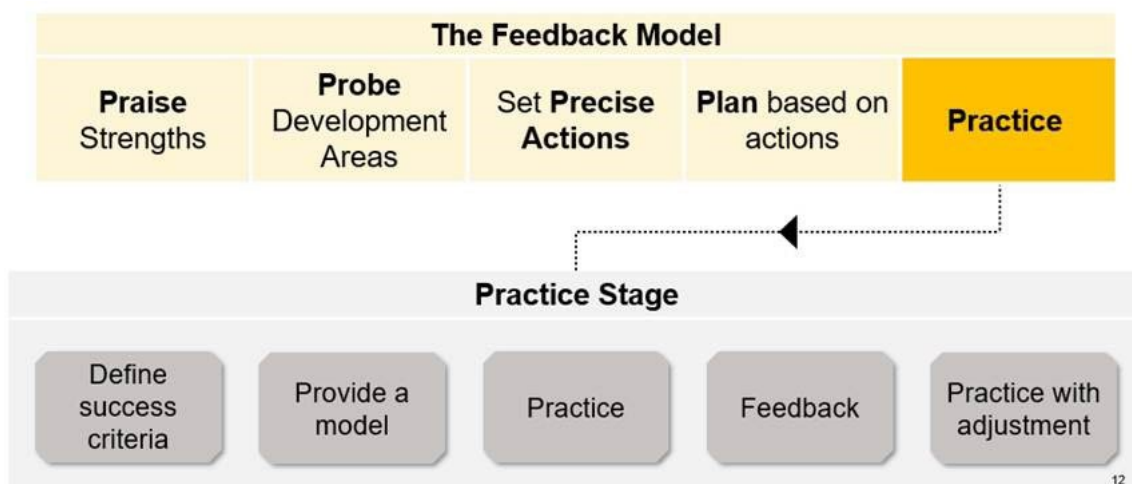 The Feedback Model
Praise
Strengths
Probe
Development
Areas
Set Precise
Actions
Plan based on
actions
Practice
Practice Stage
Define
success
criteria
Provide a
model
Practice
Feedback
Practice with
adjustment
12